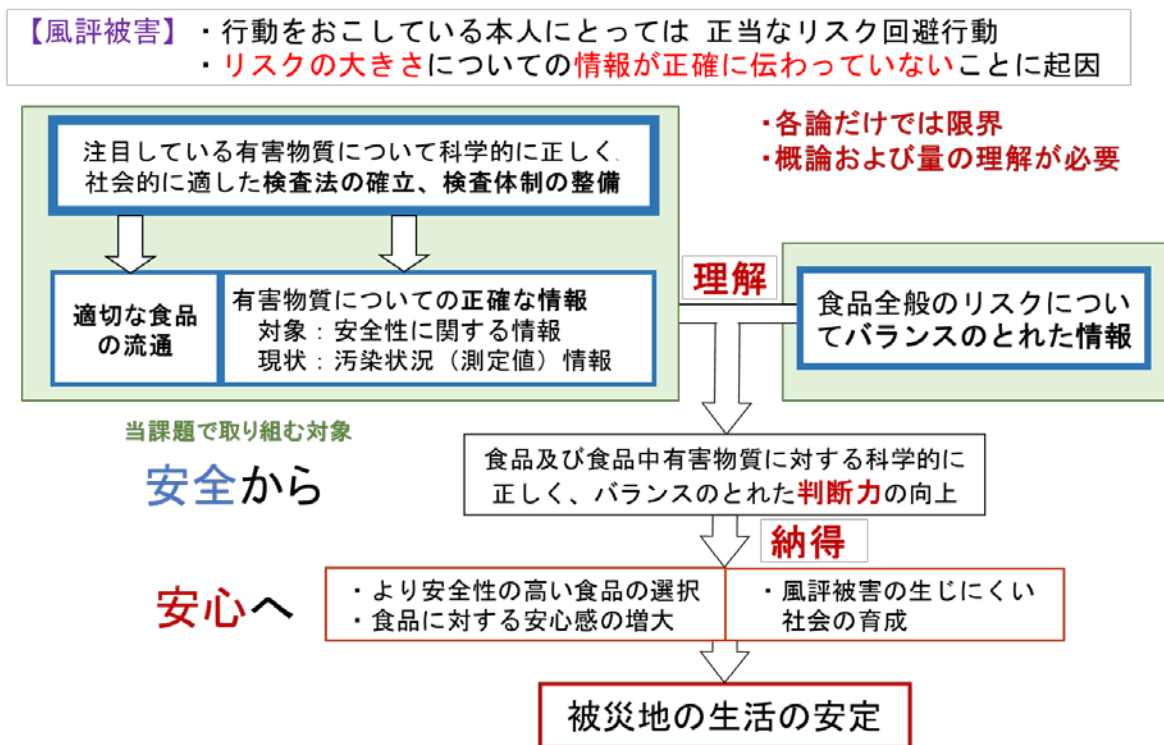 【風評被害】・行動をおこしている本人にとっては 正当なリスク回避行動
・リスクの大きさについての情報が正確に伝わっていないことに起因
・各論だけでは限界
・概論および量の理解が必要
注目している有害物質について科学的に正しく、
社会的に適した検査法の確立、検査体制の整備
適切な食品
の流通
有害物質についての正確な情報
対象：安全性に関する情報
現状：汚染状況（測定値）情報
理解
食品全般のリスクについ
てバランスのとれた情報
当課題で取り組む対象
安全から
食品及び食品中有害物質に対する科学的に
正しく、バランスのとれた判断力の向上
納得
安心へ
・より安全性の高い食品の選択
・食品に対する安心感の増大
・風評被害の生じにくい
社会の育成
被災地の生活の安定